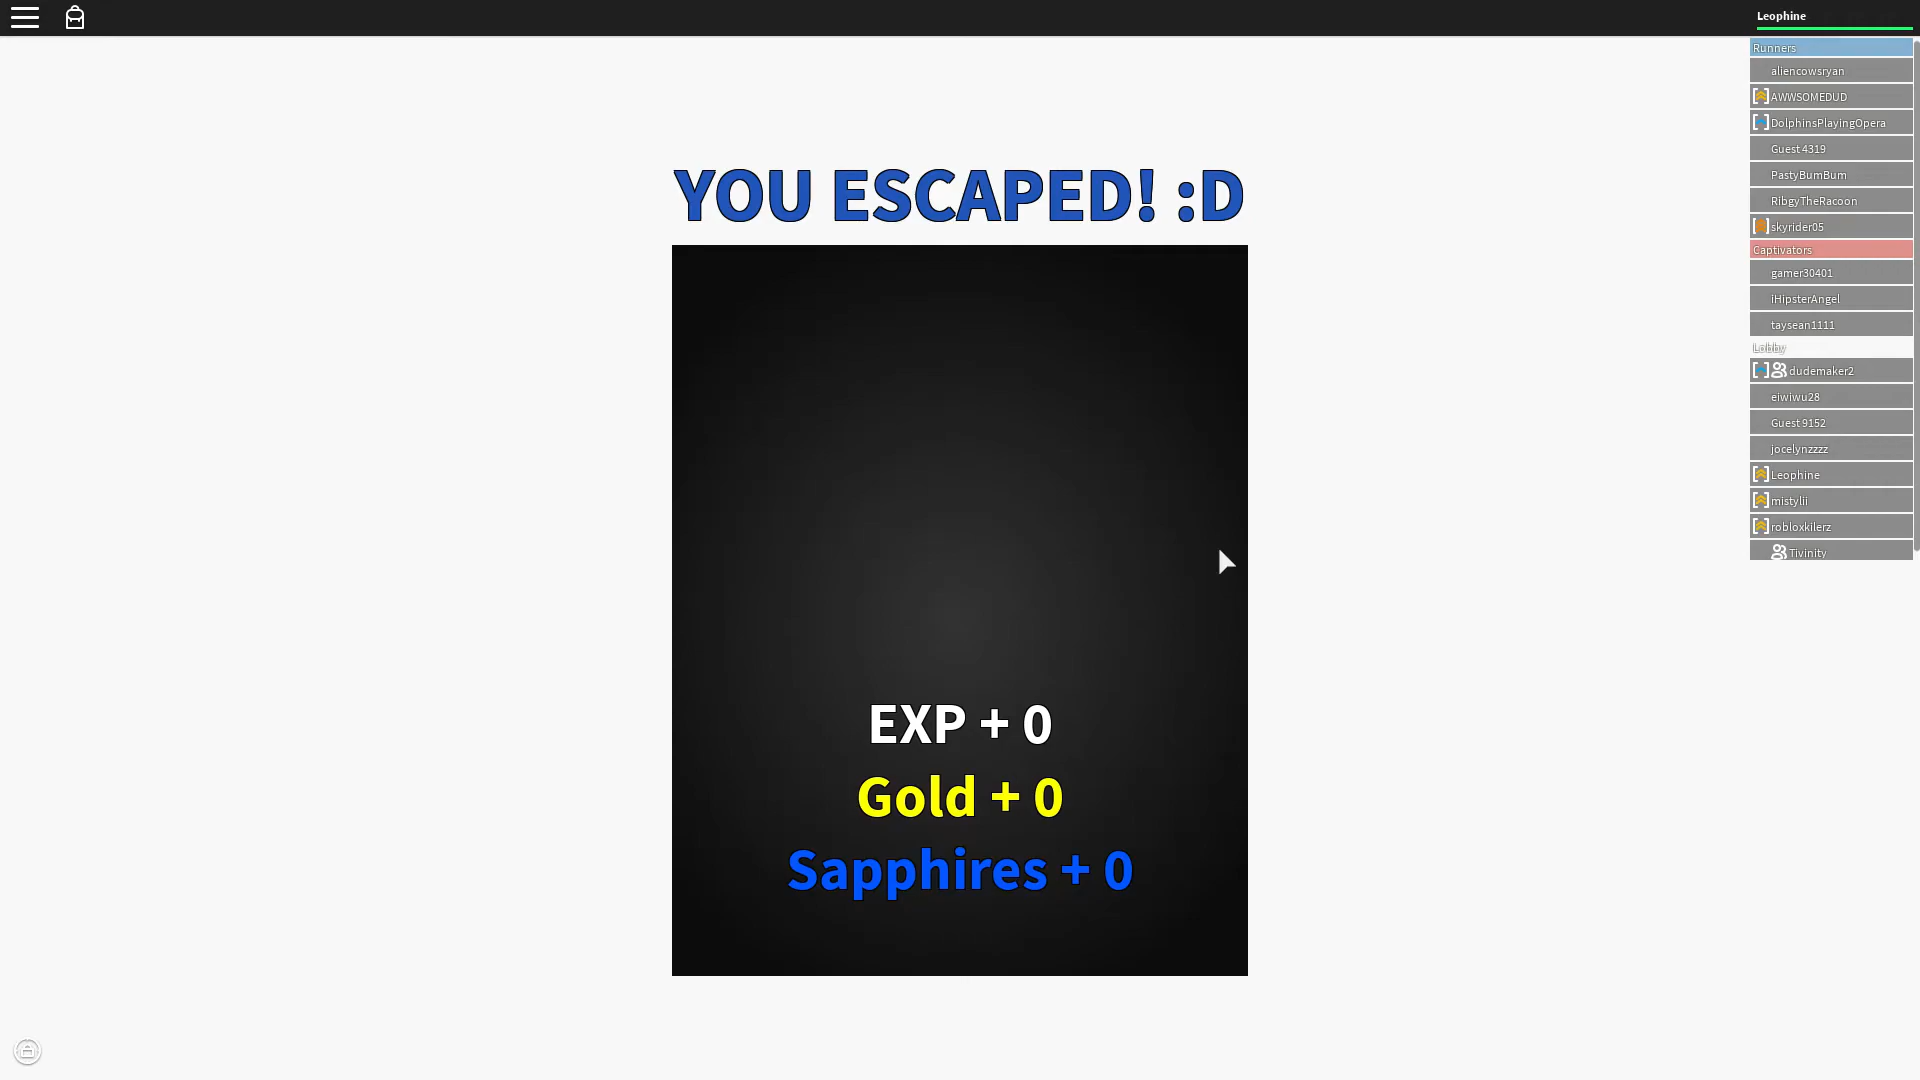 Leophine
Runners
aliencowsryan
AWWSOMEDUD
DolphinsPlayingOpera
Guest 4319
PastyBumBum
RibgyTheRacoon
skyrider05
Captivators
gamer30401
iHipsterAngel
taysean1111
Lobby
dudemaker2
eiwiwu28
Guest 9152
jocelynzzzz
Leophine
mistylii
robloxkilerz
Tivinity
YOU ESCAPED! :D
EXP + 0
Gold + 0
Sapphires + 0